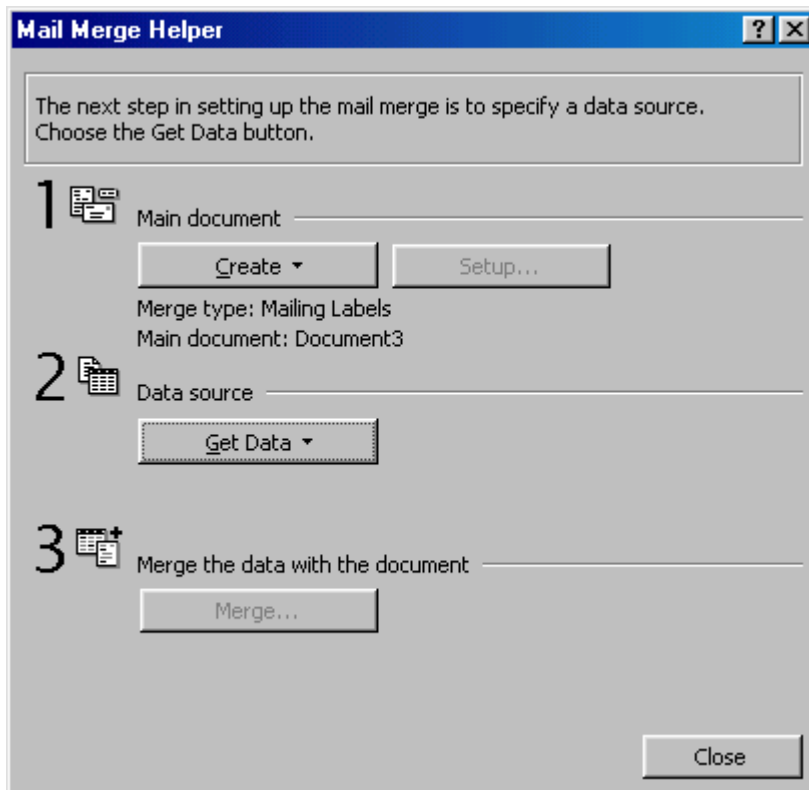 Mail Merge Helper
The next step in setting up the mail merge is to specify a data source.
Choose the Get Data button.
1
Main document
Create
Setup...
Merge type: Mailing Labels
Main document: Document3
2
Data source
Get Data
3
Merge the data with the document
Merge...
Close